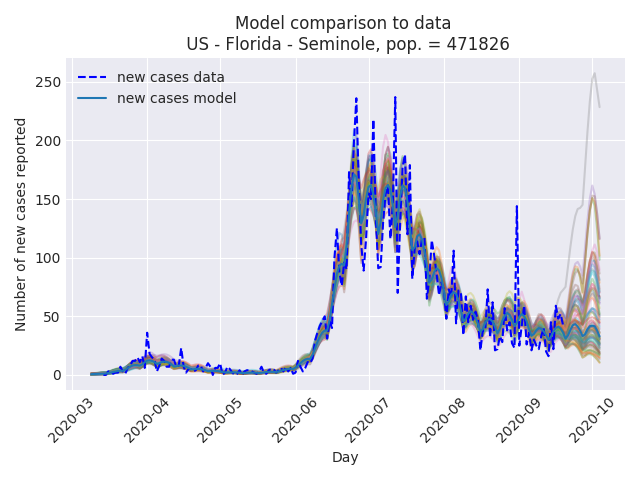 Model comparison to data
US - Florida - Seminole, pop. = 471826
new cases data
new cases model
Number of new cases reported
250
200
150
100
50
0
2020-03
2020-04
2020-05
2020-06
2020-07
2020-08
2020-09
2020-10
Day